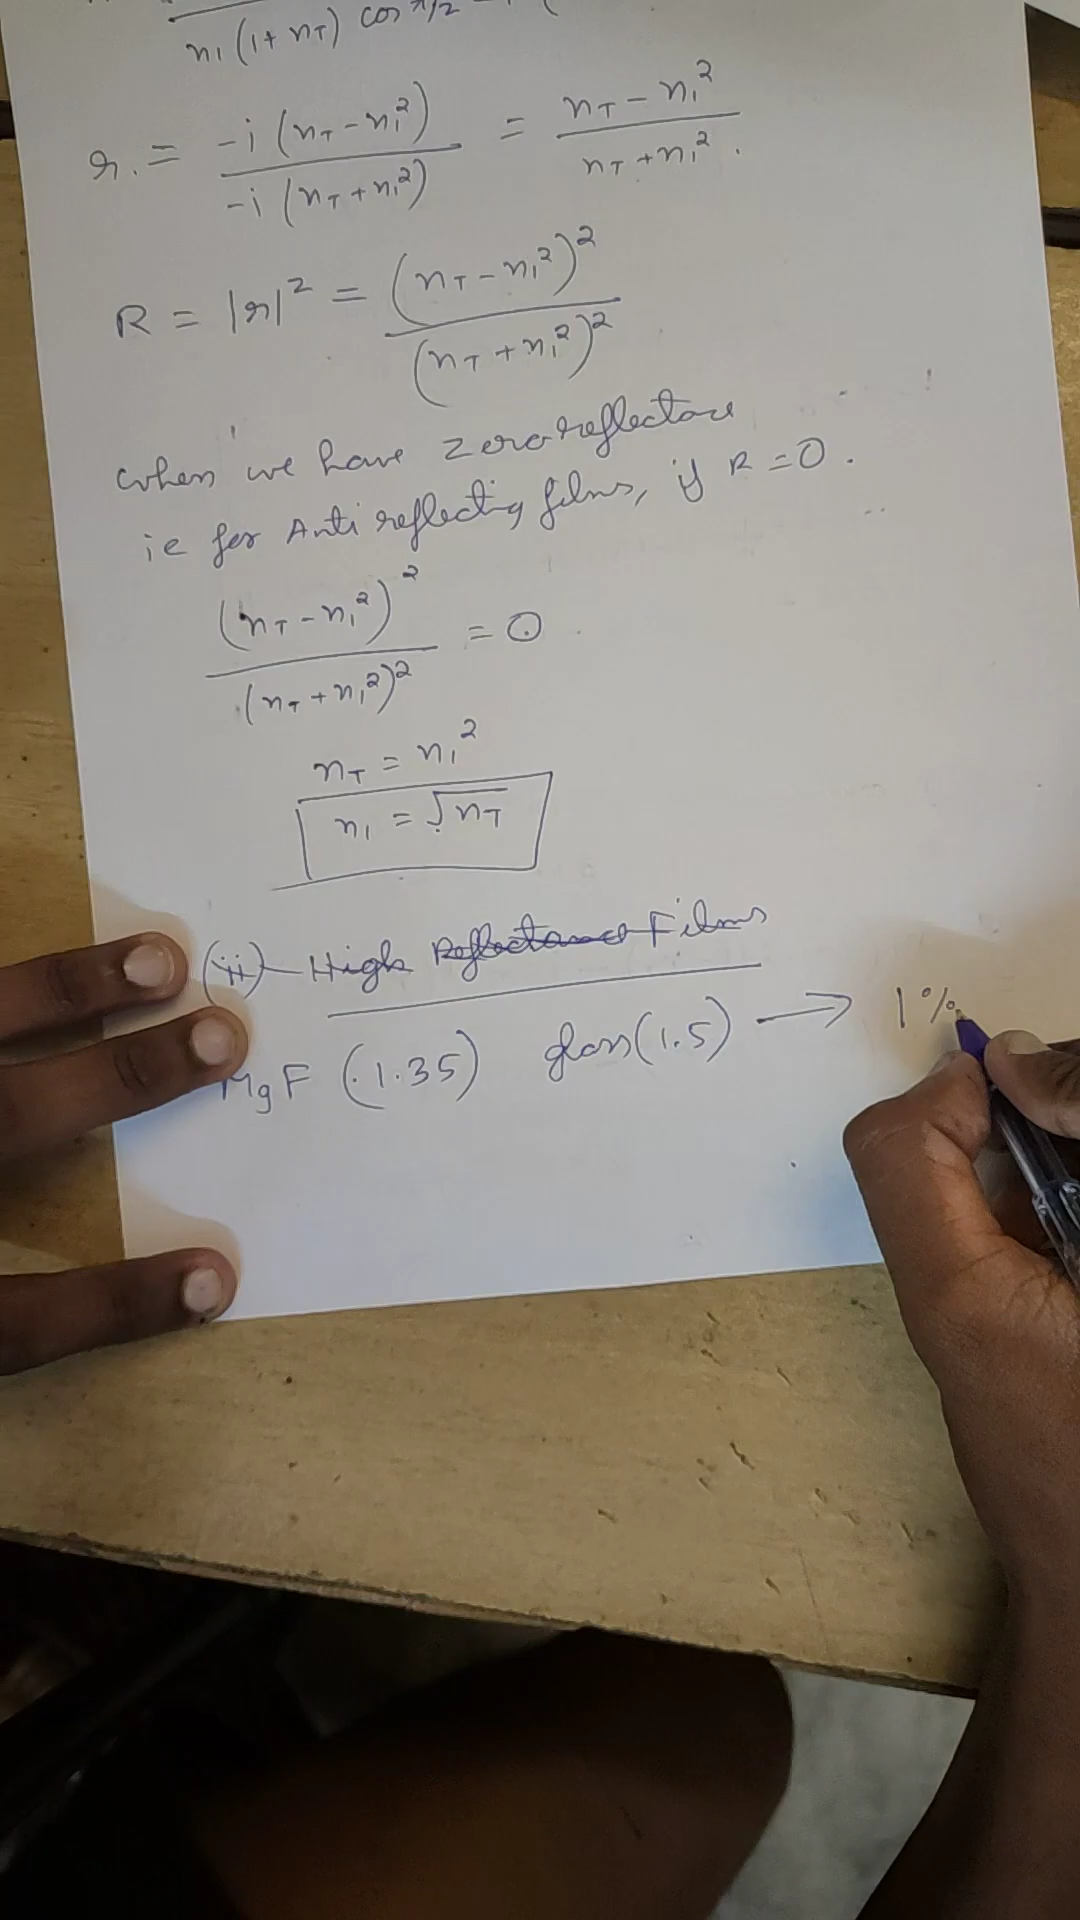 n₁ (1 + n_T) cos π/2
r. = -i (n_T - n₁²) / -i (n_T + n₁²) = n_T - n₁² / n_T + n₁² .
R = |r|² = (n_T - n₁²)² / (n_T + n₁²)²
when we have zero reflectance
ie for Anti reflecting films, if R = 0 .
(n_T - n₁²)² / (n_T + n₁²)² = 0
n_T = n₁²
n₁ = √n_T
(ii) High Reflectance Films
MgF (1.35) glass (1.5) → 1%